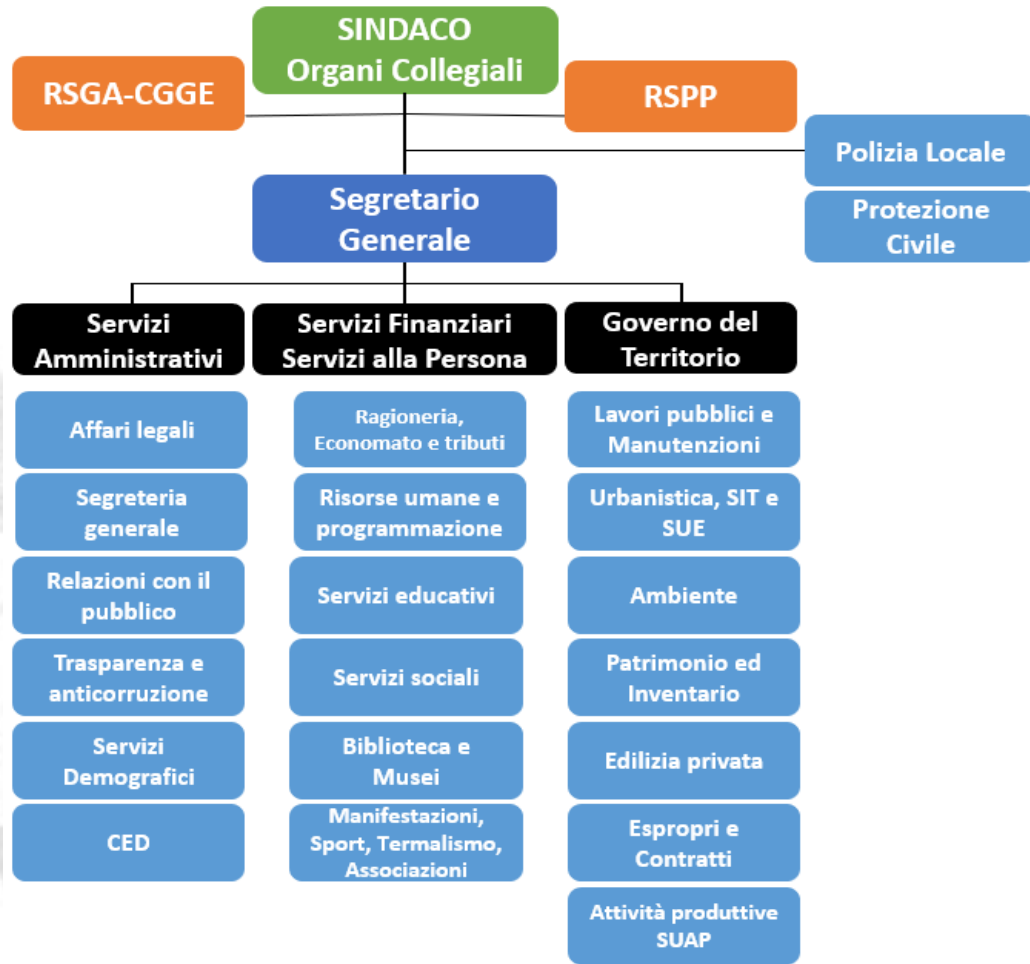 SINDACO
Organi Collegiali
RSGA-CGGE
RSPP
Polizia Locale
Protezione
Civile
Segretario
Generale
Servizi
Amministrativi
Servizi Finanziari
Servizi alla Persona
Governo del
Territorio
Affari legali
Segreteria
generale
Relazioni con il
pubblico
Trasparenza e
anticorruzione
Servizi
Demografici
CED
Ragioneria,
Economato e tributi
Risorse umane e
programmazione
Servizi educativi
Servizi sociali
Biblioteca e
Musei
Manifestazioni,
Sport, Termalismo,
Associazioni
Lavori pubblici e
Manutenzioni
Urbanistica, SIT e
SUE
Ambiente
Patrimonio ed
Inventario
Edilizia privata
Espropri e
Contratti
Attività produttive
SUAP